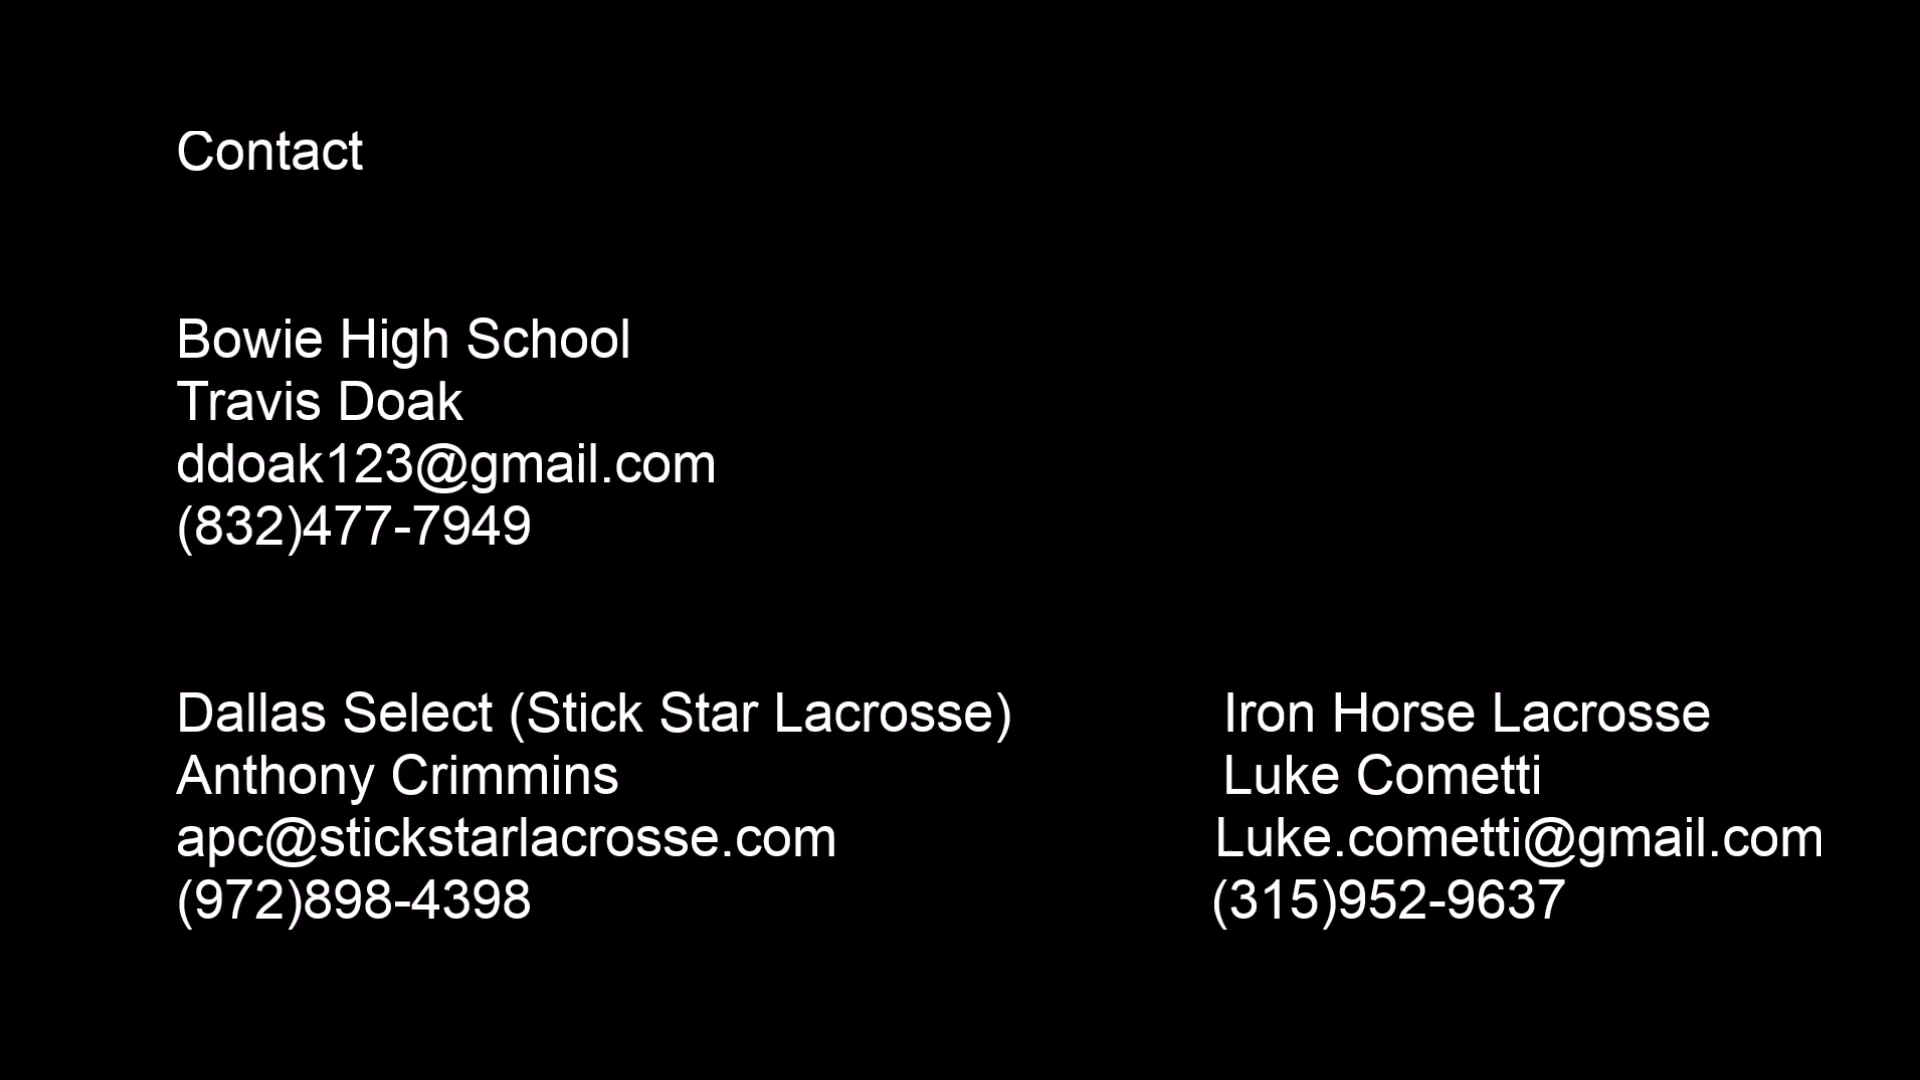 Contact
Bowie High School
Travis Doak
ddoak123@gmail.com
(832)477-7949
Dallas Select (Stick Star Lacrosse)
Anthony Crimmins
apc@stickstarlacrosse.com
(972)898-4398
Iron Horse Lacrosse
Luke Cometti
Luke.cometti@gmail.com
(315)952-9637